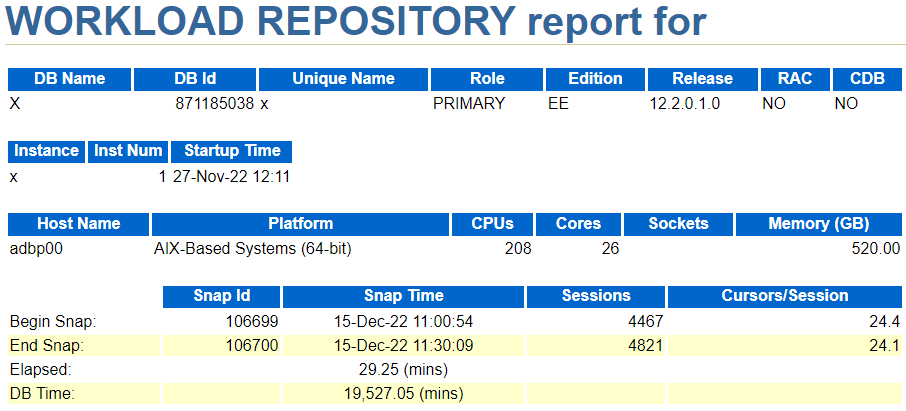 WORKLOAD REPOSITORY report for
DB Name DB Id Unique Name Role Edition Release RAC CDB
X 871185038 x PRIMARY EE 12.2.0.1.0 NO NO
Instance Inst Num Startup Time
x 1 27-Nov-22 12:11
Host Name Platform CPUs Cores Sockets Memory (GB)
adbp00 AIX-Based Systems (64-bit) 208 26 520.00
Snap Id Snap Time Sessions Cursors/Session
Begin Snap: 106699 15-Dec-22 11:00:54 4467 24.4
End Snap: 106700 15-Dec-22 11:30:09 4821 24.1
Elapsed: 29.25 (mins)
DB Time: 19,527.05 (mins)